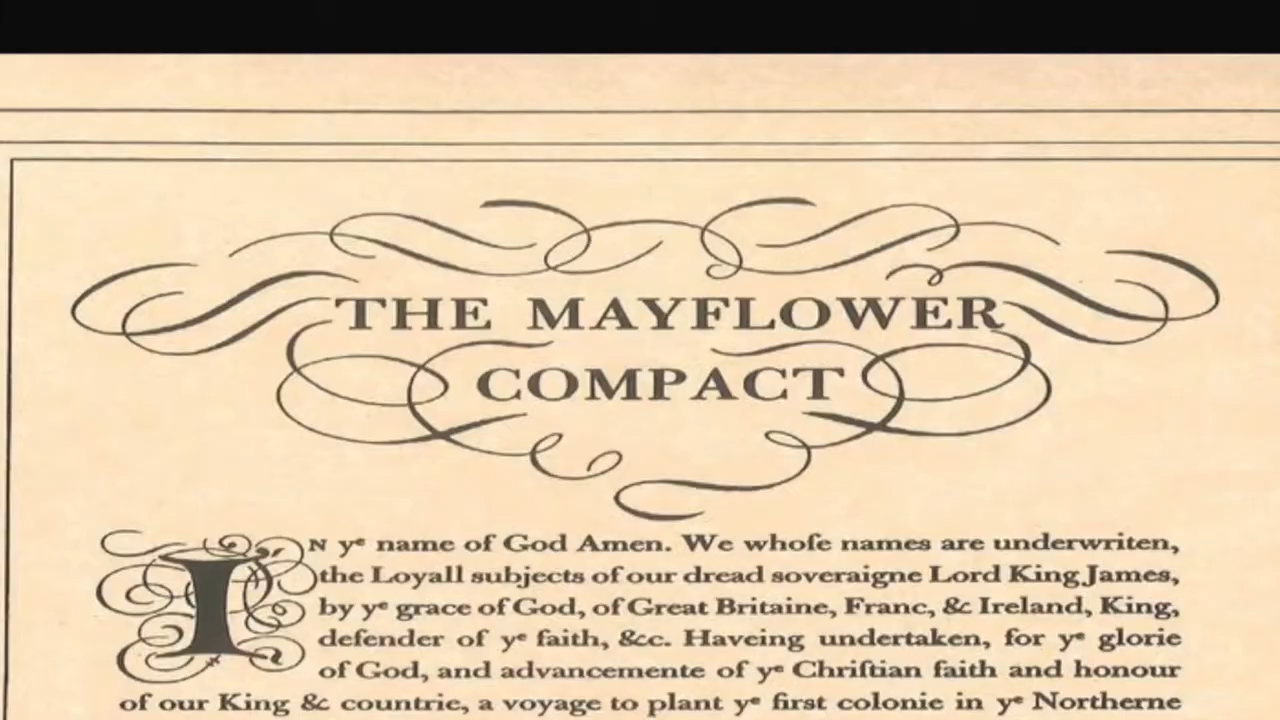 THE MAYFLOWER
COMPACT
IN yᵉ name of God Amen. We whoſe names are underwriten,
the Loyall subjects of our dread soveraigne Lord King James,
by yᵉ grace of God, of Great Britaine, Franc, & Ireland, King,
defender of yᵉ faith, &c. Haveing undertaken, for yᵉ glorie
of God, and advancemente of yᵉ Chriſtian faith and honour
of our King & countrie, a voyage to plant yᵉ first colonie in yᵉ Northerne